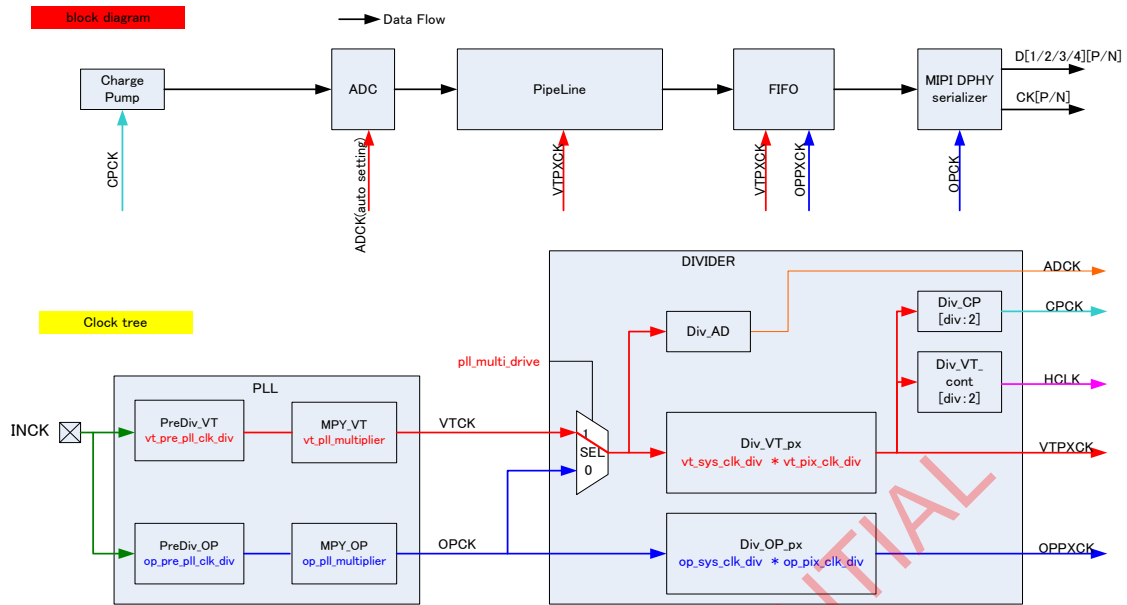 block diagram
Data Flow
Charge
Pump
ADC
PipeLine
FIFO
MIPI DPHY
serializer
D[1/2/3/4][P/N]
CK[P/N]
CPCK
ADCK(auto setting)
VTPXCK
VTPXCK
OPPXCK
OPCK
Clock tree
DIVIDER
ADCK
Div_AD
Div_CP
[div:2]
CPCK
pll_multi_drive
Div_VT_
cont
[div:2]
HCLK
PLL
INCK
PreDiv_VT
vt_pre_pll_clk_div
MPY_VT
vt_pll_multiplier
VTCK
1
SEL
0
Div_VT_px
vt_sys_clk_div * vt_pix_clk_div
VTPXCK
PreDiv_OP
op_pre_pll_clk_div
MPY_OP
op_pll_multiplier
OPCK
Div_OP_px
op_sys_clk_div * op_pix_clk_div
OPPXCK